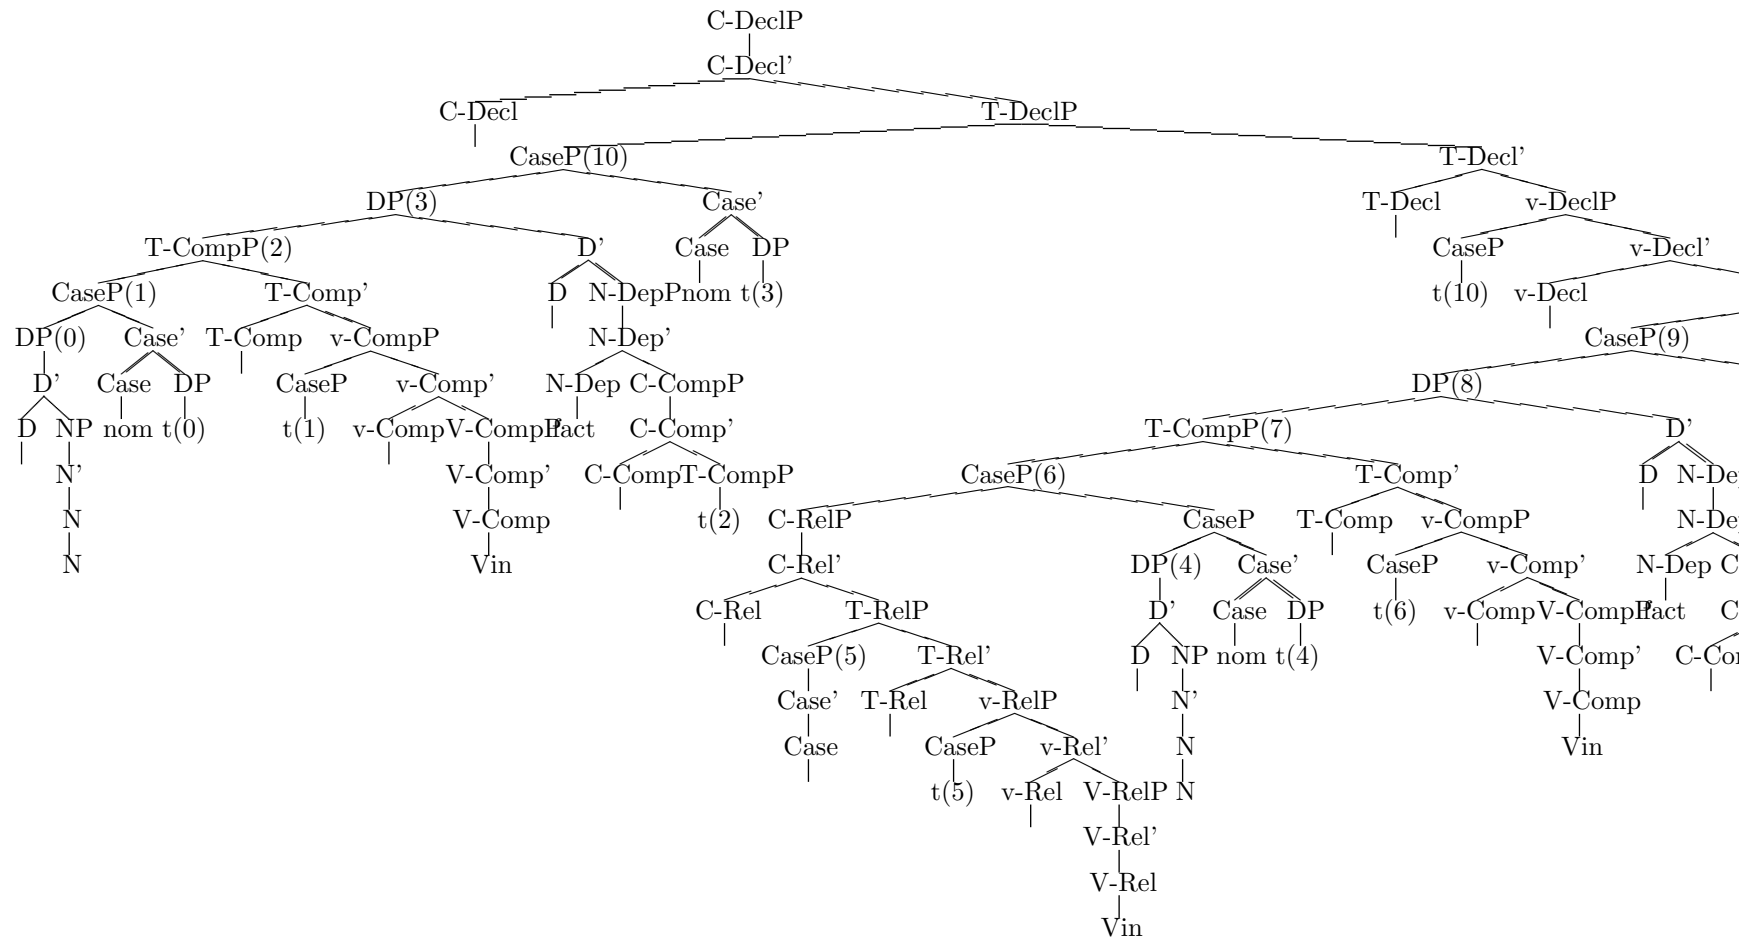 C-DeclP
C-Decl'
C-Decl T-DeclP
CaseP(10) T-Decl'
DP(3) Case' T-Decl v-DeclP
T-CompP(2) D' Case DP CaseP v-Decl'
CaseP(1) T-Comp' D N-DepP nom t(3) t(10) v-Decl
DP(0) Case' T-Comp v-CompP N-Dep' CaseP(9)
D' Case DP CaseP v-Comp' N-Dep C-CompP DP(8)
D NP nom t(0) t(1) v-Comp V-CompP Fact C-Comp' T-CompP(7) D'
N' V-Comp' C-Comp T-CompP CaseP(6) T-Comp' D N-Dep
N V-Comp t(2) C-RelP CaseP T-Comp v-CompP N-Dep
N Vin C-Rel' DP(4) Case' CaseP v-Comp' N-Dep C
C-Rel T-RelP D' Case DP t(6) v-Comp V-CompP Fact C
CaseP(5) T-Rel' D NP nom t(4) V-Comp' C-Con
Case' T-Rel v-RelP N' V-Comp
Case CaseP v-Rel' N Vin
t(5) v-Rel V-RelP N
V-Rel'
V-Rel
Vin